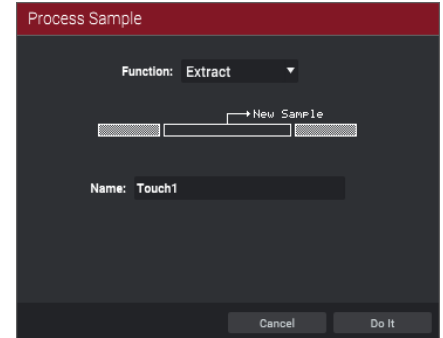 Process Sample
Function: Extract
New Sample
Name: Touch1
Cancel Do It